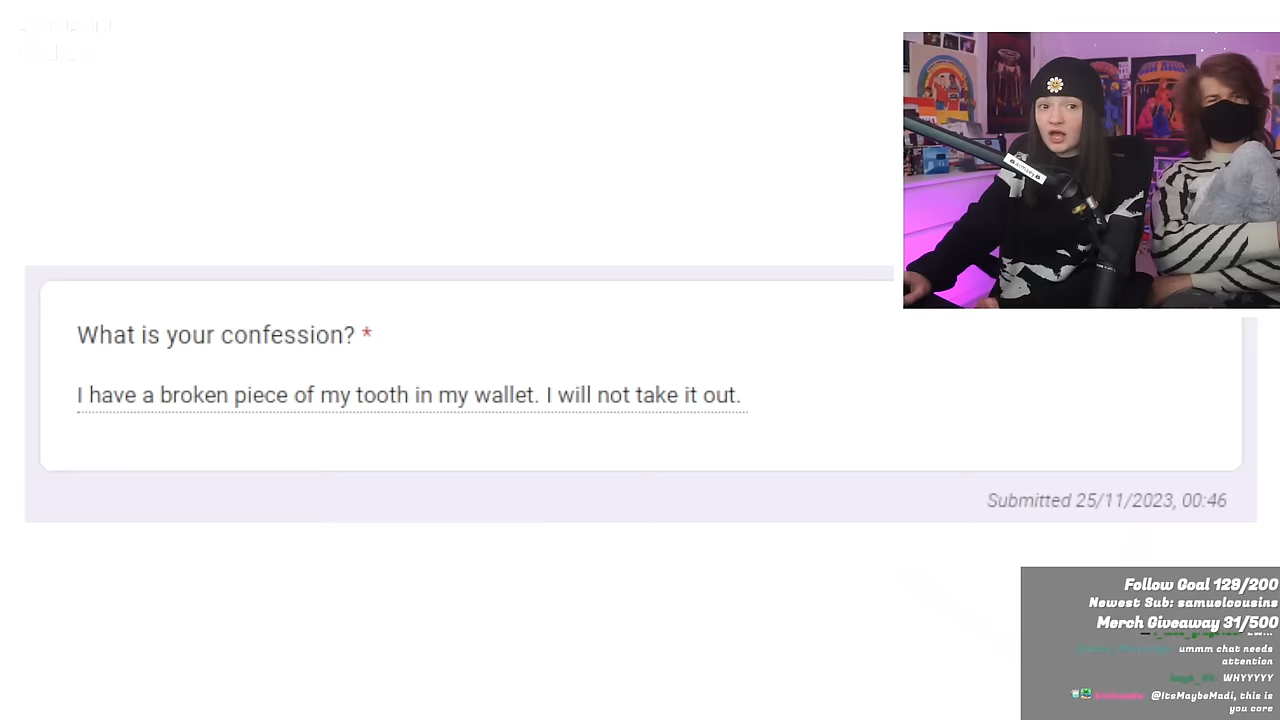 What is your confession? *
I have a broken piece of my tooth in my wallet. I will not take it out.
Submitted 25/11/2023, 00:46
Follow Goal 129/200
Newest Sub: samuelcousins
Merch Giveaway 31/500
ummm chat needs
attention
WHYYYYY
@ItsMaybeMadi, this is
you core